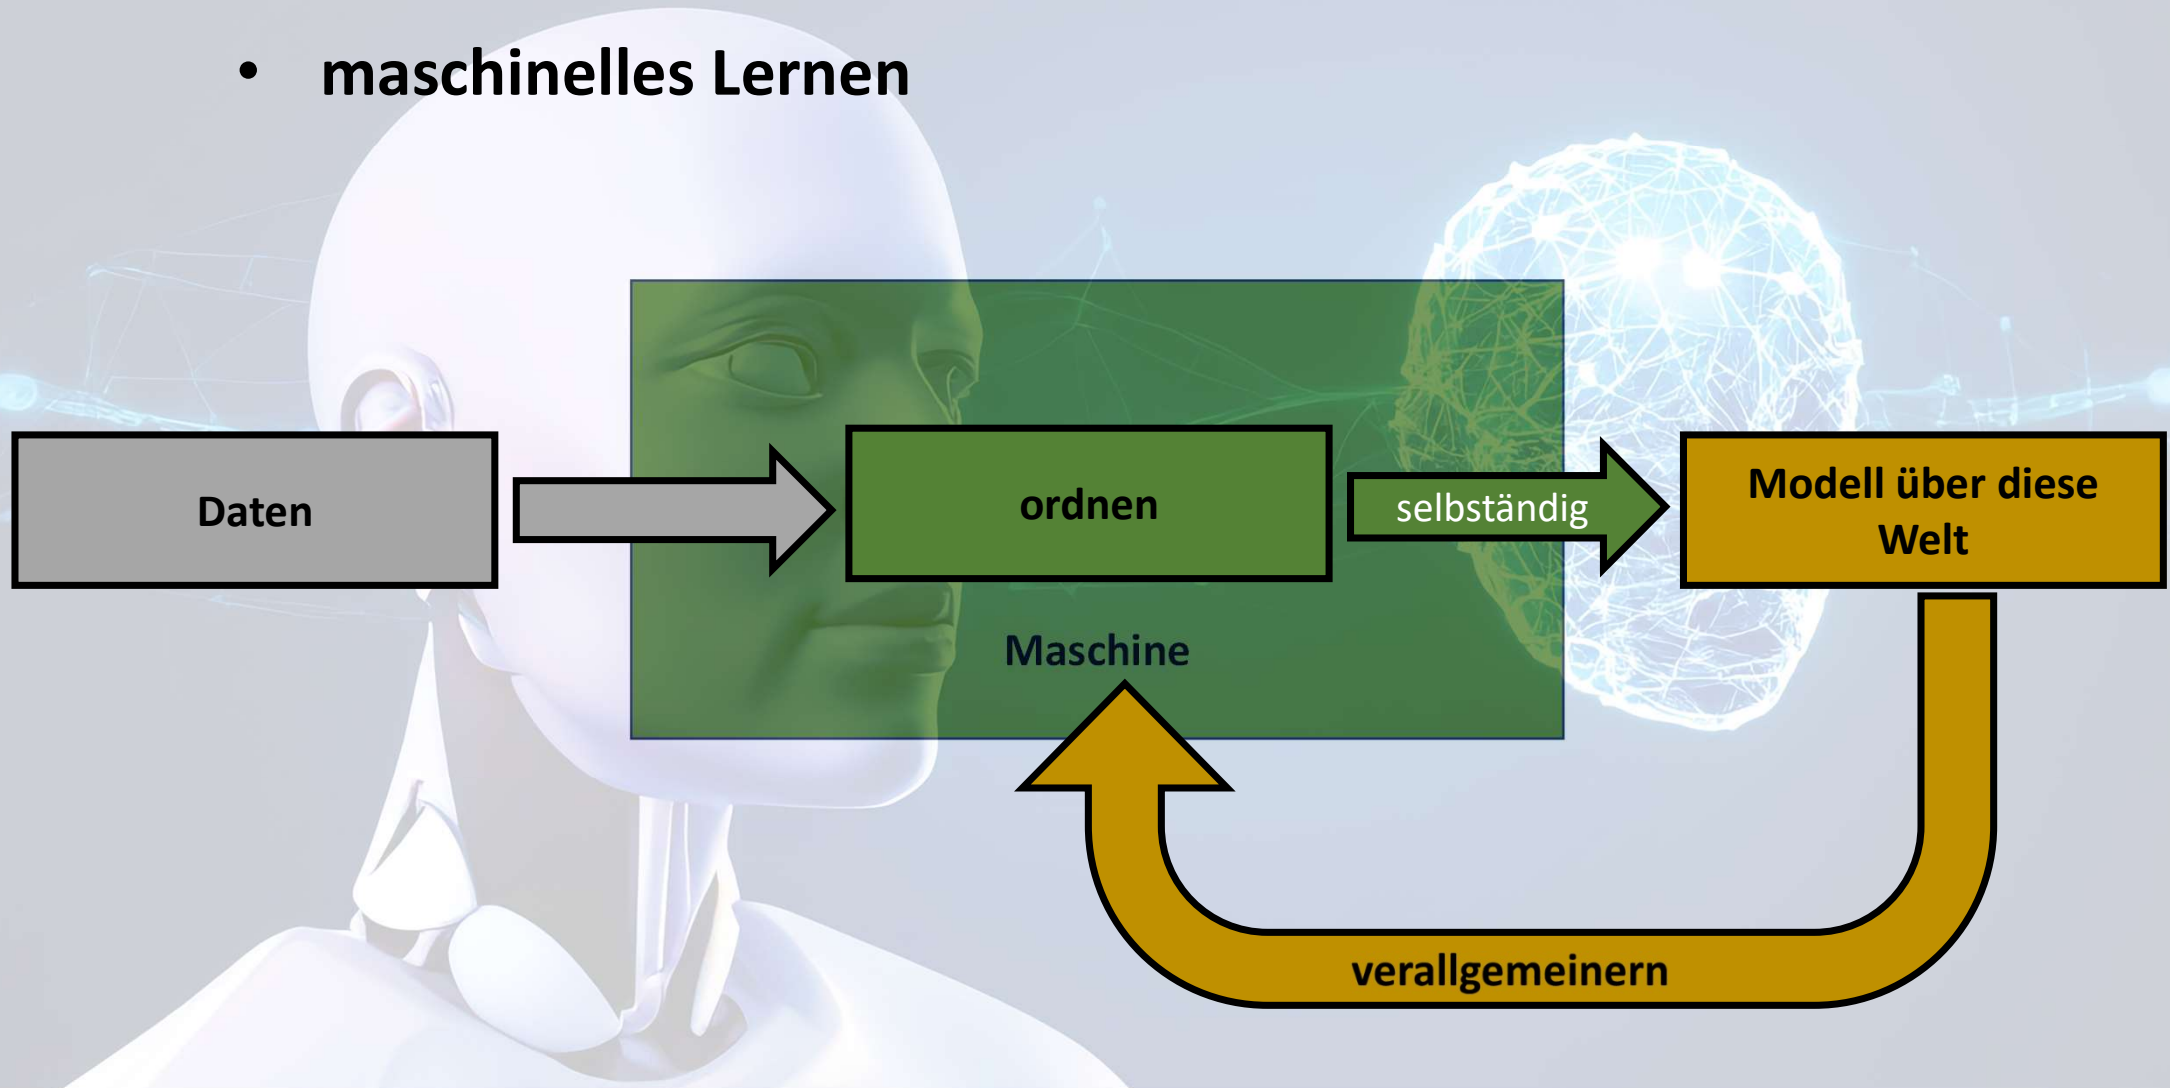 • maschinelles Lernen
Daten
ordnen
selbständig
Modell über diese
Welt
Maschine
verallgemeinern